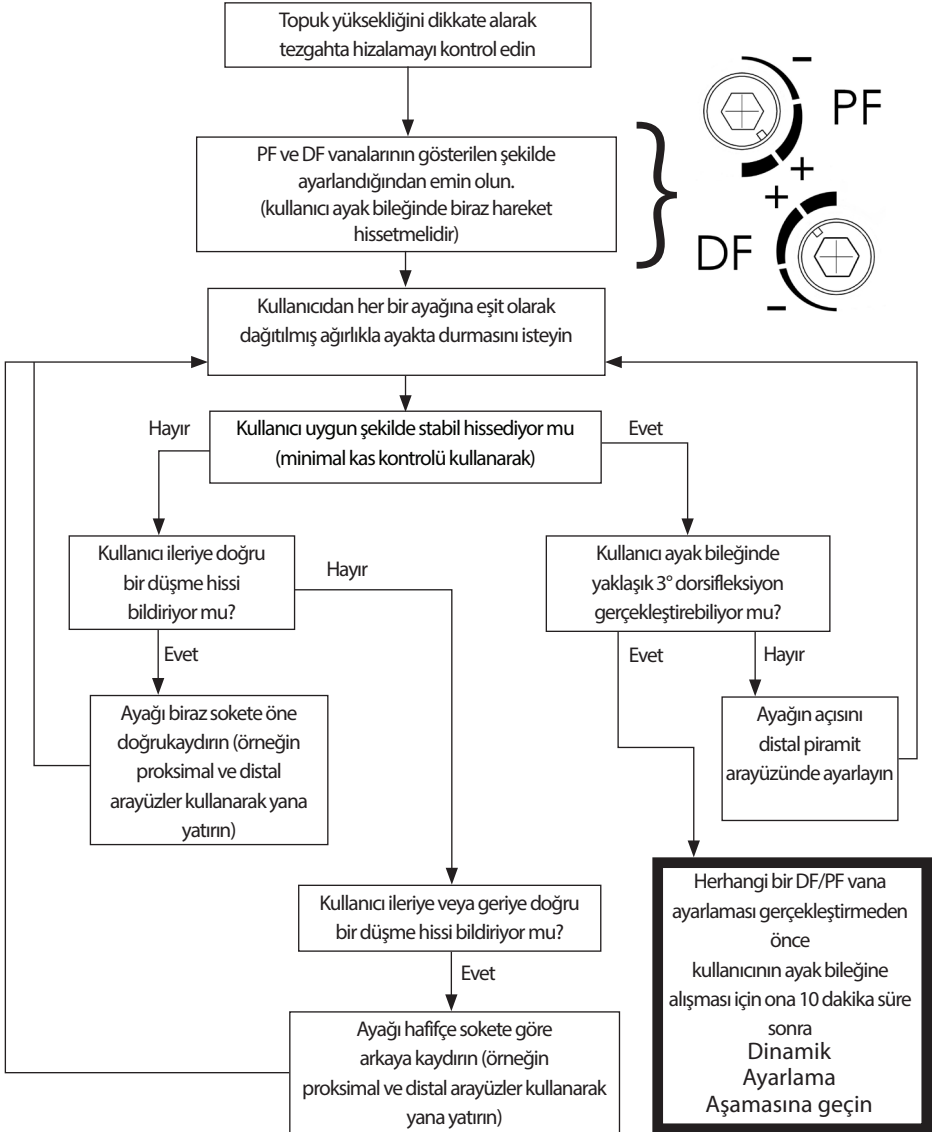 Topuk yüksekliğini dikkate alarak
tezgahta hizalamayı kontrol edin
PF ve DF vanalarının gösterilen şekilde
ayarlandığından emin olun.
(kullanıcı ayak bileğinde biraz hareket
hissetmelidir)
-
PF
+
+
DF
-
Kullanıcıdan her bir ayağına eşit olarak
dağıtılmış ağırlıkla ayakta durmasını isteyin
Hayır
Kullanıcı uygun şekilde stabil hissediyor mu
(minimal kas kontrolü kullanarak)
Evet
Kullanıcı ileriye doğru
bir düşme hissi
bildiriyor mu?
Hayır
Kullanıcı ayak bileğinde
yaklaşık 3° dorsifleksiyon
gerçekleştirebiliyor mu?
Evet
Evet
Hayır
Ayağı biraz sokete öne
doğrukaydırın (örneğin
proksimal ve distal
arayüzler kullanarak yana
yatırın)
Ayağın açısını
distal piramit
arayüzünde ayarlayın
Kullanıcı ileriye veya geriye doğru
bir düşme hissi bildiriyor mu?
Evet
Ayağı hafifçe sokete göre
arkaya kaydırın (örneğin
proksimal ve distal arayüzler kullanarak
yana yatırın)
Herhangi bir DF/PF vana
ayarlaması gerçekleştirmeden
önce
kullanıcının ayak bileğine
alışması için ona 10 dakika süre
sonra
Dinamik
Ayarlama
Aşamasına geçin